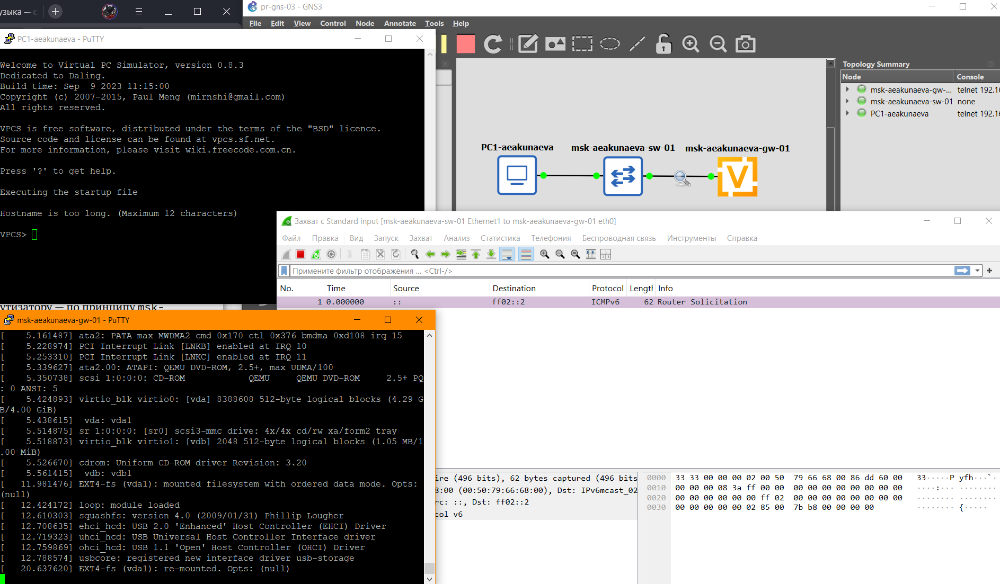 узыка — с
pr-gns-03 - GNS3
File Edit View Control Node Annotate Tools Help
PC1-aeakunaeva - PuTTY
Welcome to Virtual PC Simulator, version 0.8.3
Dedicated to Daling.
Build time: Sep  9 2023 11:15:00
Copyright (c) 2007-2015, Paul Meng (mirnshi@gmail.com)
All rights reserved.
VPCS is free software, distributed under the terms of the "BSD" licence.
Source code and license can be found at vpcs.sf.net.
For more information, please visit wiki.freecode.com.cn.
Press '?' to get help.
Executing the startup file
Hostname is too long. (Maximum 12 characters)
VPCS>
Topology Summary
Node Console
msk-aeakunaeva-gw-... telnet 192.16
msk-aeakunaeva-sw-01 none
PC1-aeakunaeva telnet 192.16
PC1-aeakunaeva msk-aeakunaeva-sw-01 msk-aeakunaeva-gw-01
V
Захват с Standard input [msk-aeakunaeva-sw-01 Ethernet1 to msk-aeakunaeva-gw-01 eth0]
Файл Правка Вид Запуск Захват Анализ Статистика Телефония Беспроводная связь Инструменты Справка
Примените фильтр отображения ... <Ctrl-/>
No. Time Source Destination Protocol Lengtl Info
1 0.000000 :: ff02::2 ICMPv6 62 Router Solicitation
утизатору — по принципу msk-
msk-aeakunaeva-gw-01 - PuTTY
[    5.161487] ata2: PATA max MWDMA2 cmd 0x170 ctl 0x376 bmdma 0xd108 irq 15
[    5.228974] PCI Interrupt Link [LNKB] enabled at IRQ 10
[    5.253310] PCI Interrupt Link [LNKC] enabled at IRQ 11
[    5.339627] ata2.00: ATAPI: QEMU DVD-ROM, 2.5+, max UDMA/100
[    5.350738] scsi 1:0:0:0: CD-ROM            QEMU     QEMU DVD-ROM     2.5+ PQ
: 0 ANSI: 5
[    5.424893] virtio_blk virtio0: [vda] 8388608 512-byte logical blocks (4.29 G
B/4.00 GiB)
[    5.438615]  vda: vda1
[    5.514875] sr 1:0:0:0: [sr0] scsi3-mmc drive: 4x/4x cd/rw xa/form2 tray
[    5.518873] virtio_blk virtio1: [vdb] 2048 512-byte logical blocks (1.05 MB/1
.00 MiB)
[    5.526670] cdrom: Uniform CD-ROM driver Revision: 3.20
[    5.561415]  vdb: vdb1
[   11.981476] EXT4-fs (vda1): mounted filesystem with ordered data mode. Opts:
(null)
[   12.424172] loop: module loaded
[   12.610303] squashfs: version 4.0 (2009/01/31) Phillip Lougher
[   12.708635] ehci_hcd: USB 2.0 'Enhanced' Host Controller (EHCI) Driver
[   12.719323] uhci_hcd: USB Universal Host Controller Interface driver
[   12.759869] ohci_hcd: USB 1.1 'Open' Host Controller (OHCI) Driver
[   12.788574] usbcore: registered new interface driver usb-storage
[   20.637620] EXT4-fs (vda1): re-mounted. Opts: (null)
ire (496 bits), 62 bytes captured (496 bits
8:00 (00:50:79:66:68:00), Dst: IPv6mcast_02
rc: ::, Dst: ff02::2
col v6
0000 33 33 00 00 00 02 00 50 79 66 68 00 86 dd 60 00 33·····P yfh···`·
0010 00 00 00 08 3a ff 00 00 00 00 00 00 00 00 00 00 ····:··· ········
0020 00 00 00 00 00 00 ff 02 00 00 00 00 00 00 00 00 ········ ········
0030 00 00 00 00 00 02 85 00 7b b8 00 00 00 00 ········ {·····